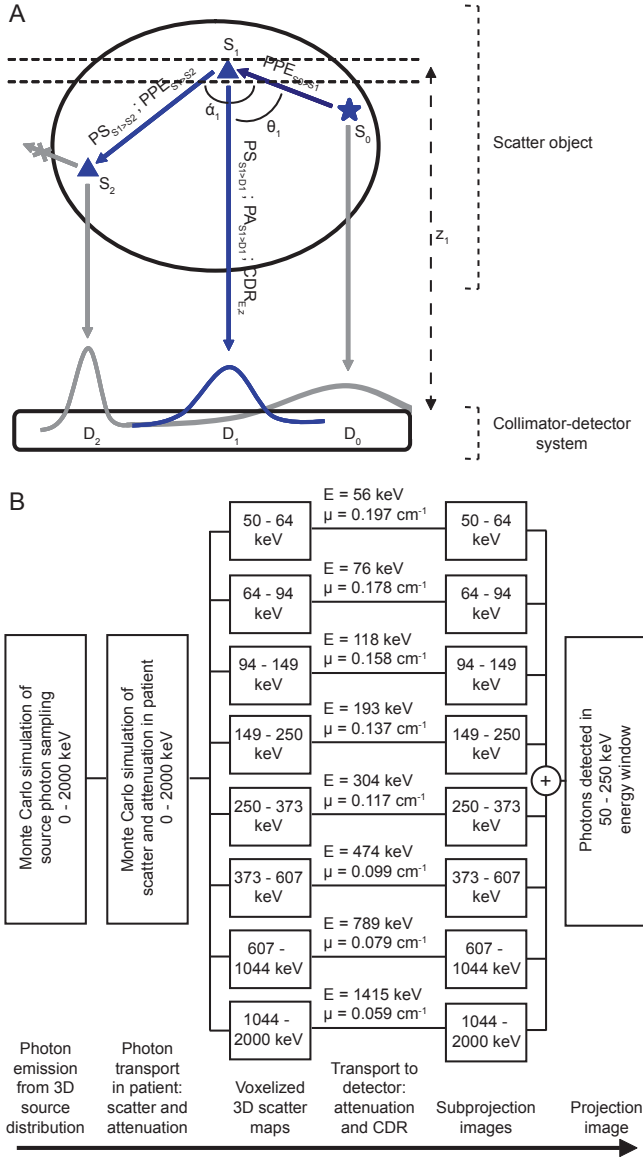 A
S₁
PPE_S0>S1
PS_S1>S2 ; PPE_S1>S2
ά₁
θ₁
S₀
S₂
PS_S1>D1 ; PA_S1>D1 ; CDR_E,z
z₁
Scatter object
D₂
D₁
D₀
Collimator-detector
system
B
Monte Carlo simulation of
source photon sampling
0 - 2000 keV
Monte Carlo simulation of
scatter and attenuation in patient
0 - 2000 keV
50 - 64
keV
E = 56 keV
μ = 0.197 cm⁻¹
50 - 64
keV
64 - 94
keV
E = 76 keV
μ = 0.178 cm⁻¹
64 - 94
keV
94 - 149
keV
E = 118 keV
μ = 0.158 cm⁻¹
94 - 149
keV
149 - 250
keV
E = 193 keV
μ = 0.137 cm⁻¹
149 - 250
keV
250 - 373
keV
E = 304 keV
μ = 0.117 cm⁻¹
250 - 373
keV
373 - 607
keV
E = 474 keV
μ = 0.099 cm⁻¹
373 - 607
keV
607 -
1044 keV
E = 789 keV
μ = 0.079 cm⁻¹
607 -
1044 keV
1044 -
2000 keV
E = 1415 keV
μ = 0.059 cm⁻¹
1044 -
2000 keV
+
Photons detected in
50 - 250 keV
energy window
Photon
emission
from 3D
source
distribution
Photon
transport
in patient:
scatter and
attenuation
Voxelized
3D scatter
maps
Transport to
detector:
attenuation
and CDR
Subprojection
images
Projection
image